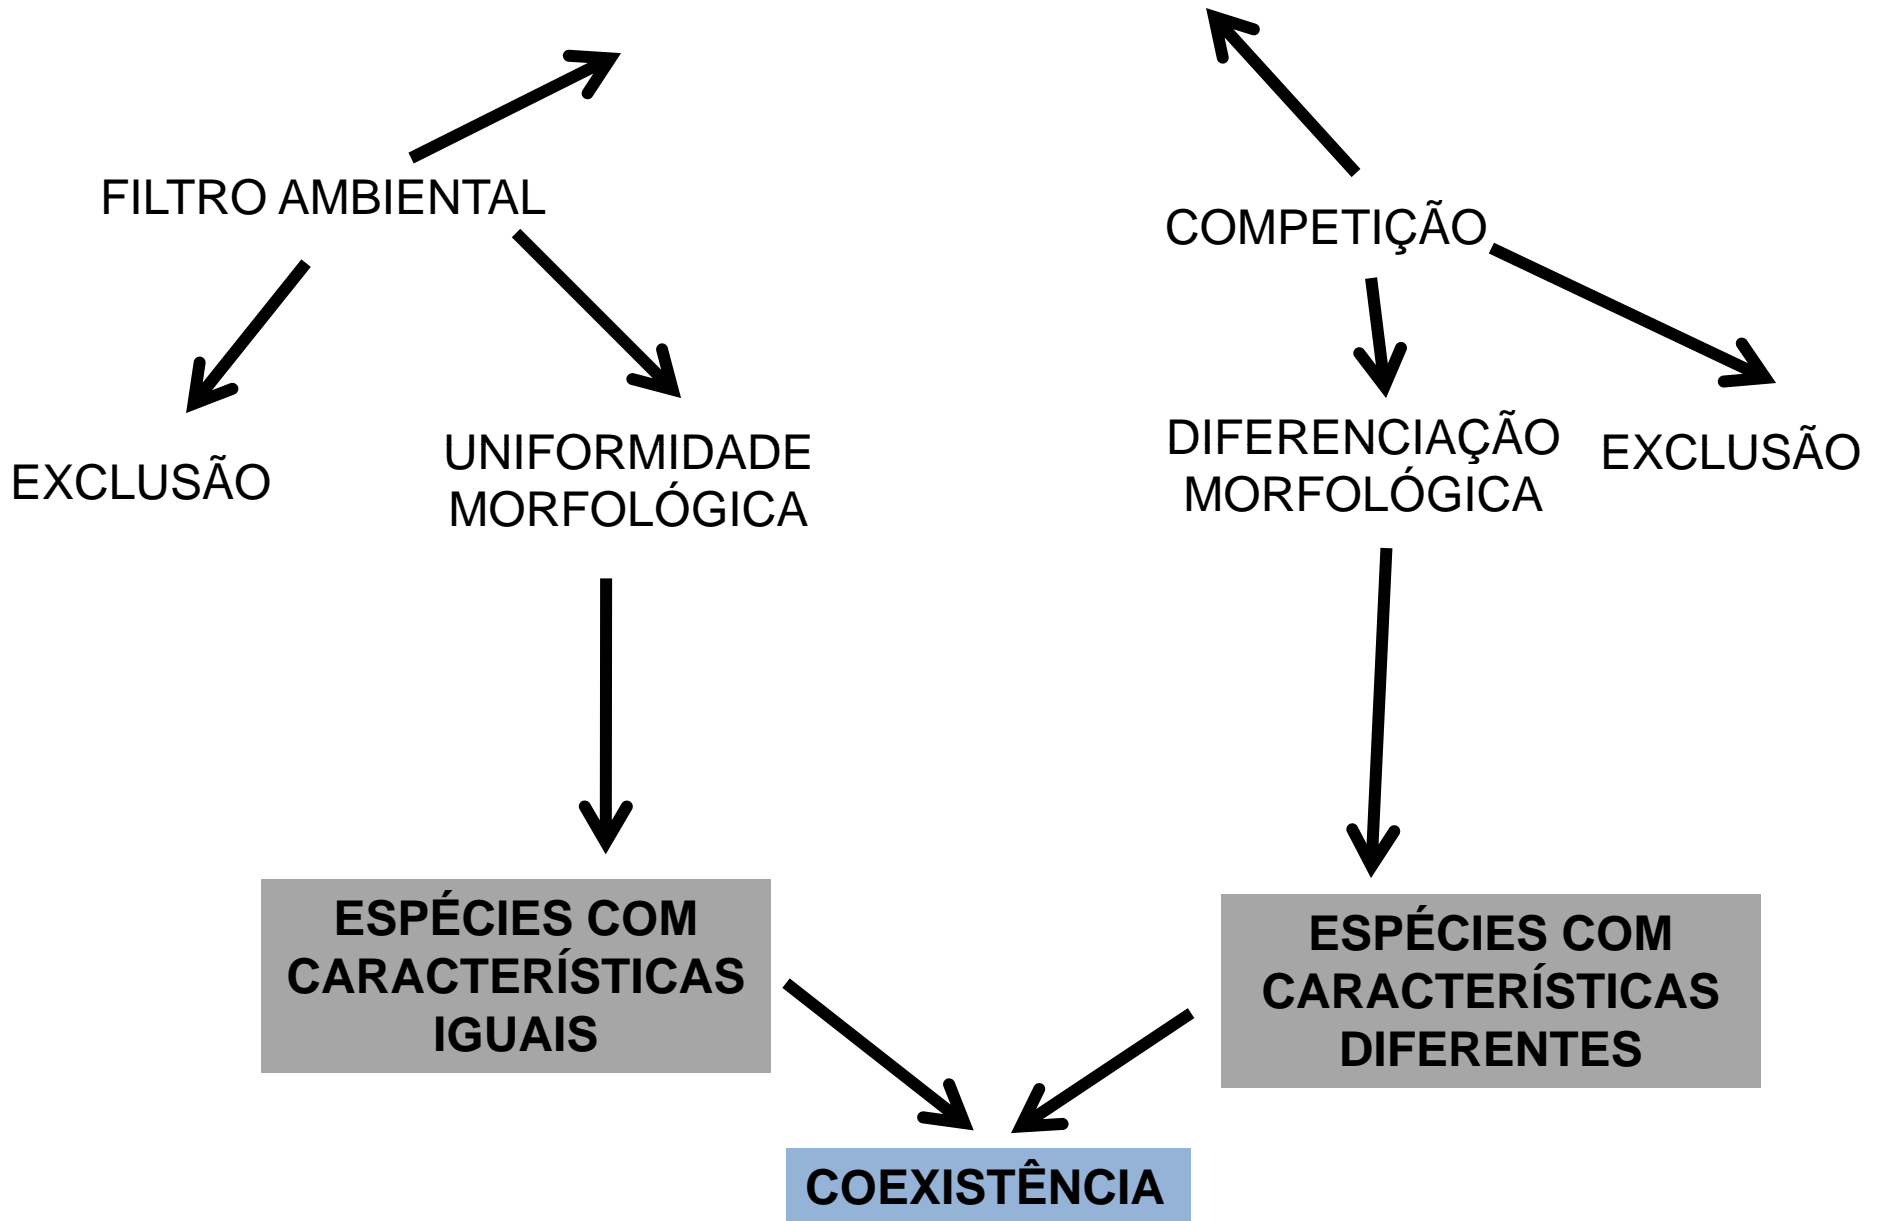 FILTRO AMBIENTAL
COMPETIÇÃO
EXCLUSÃO
UNIFORMIDADE
MORFOLÓGICA
DIFERENCIAÇÃO
MORFOLÓGICA
EXCLUSÃO
ESPÉCIES COM
CARACTERÍSTICAS
IGUAIS
ESPÉCIES COM
CARACTERÍSTICAS
DIFERENTES
COEXISTÊNCIA